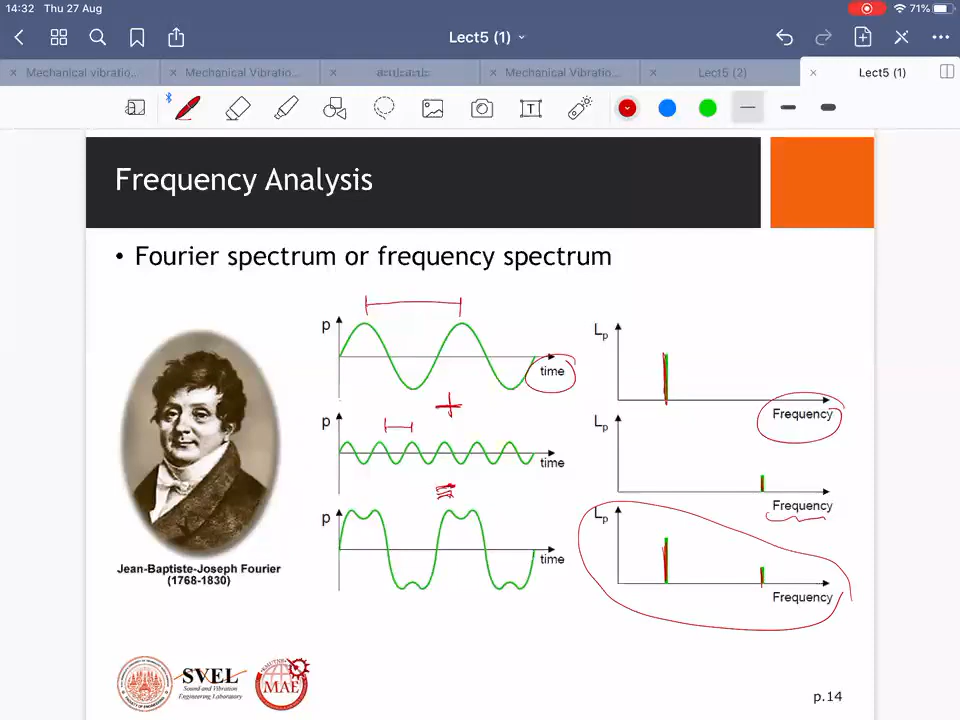 14:32 Thu 27 Aug
71%
Lect5 (1)
Mechanical vibratio...
Mechanical Vibratio...
Mechanical Vibratio...
Lect5 (2)
Lect5 (1)
T
Frequency Analysis
• Fourier spectrum or frequency spectrum
p
time
Lp
Frequency
+
p
time
Lp
Frequency
=
p
time
Lp
Frequency
Jean-Baptiste-Joseph Fourier
(1768-1830)
SVEL
Sound and Vibration
Engineering Laboratory
MAE
p.14